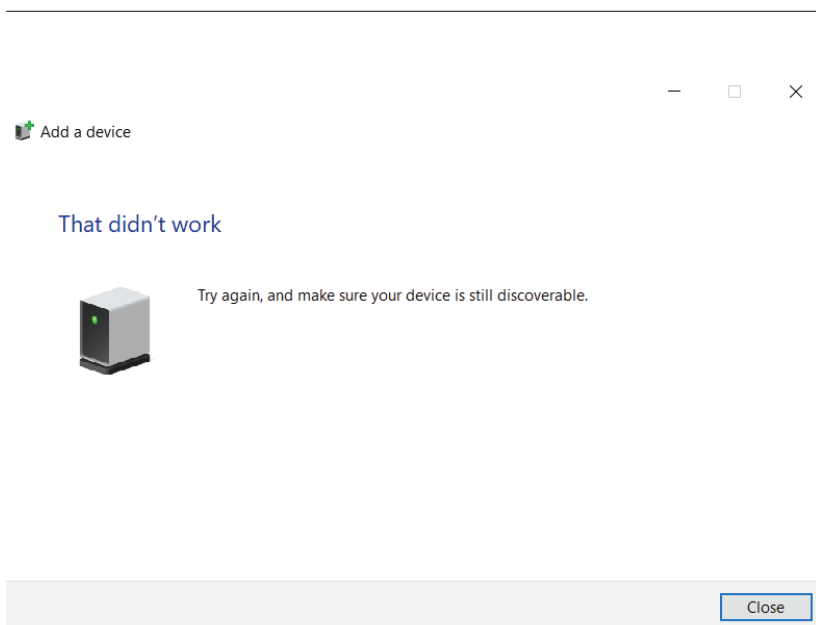 Add a device
That didn’t work
Try again, and make sure your device is still discoverable.
Close